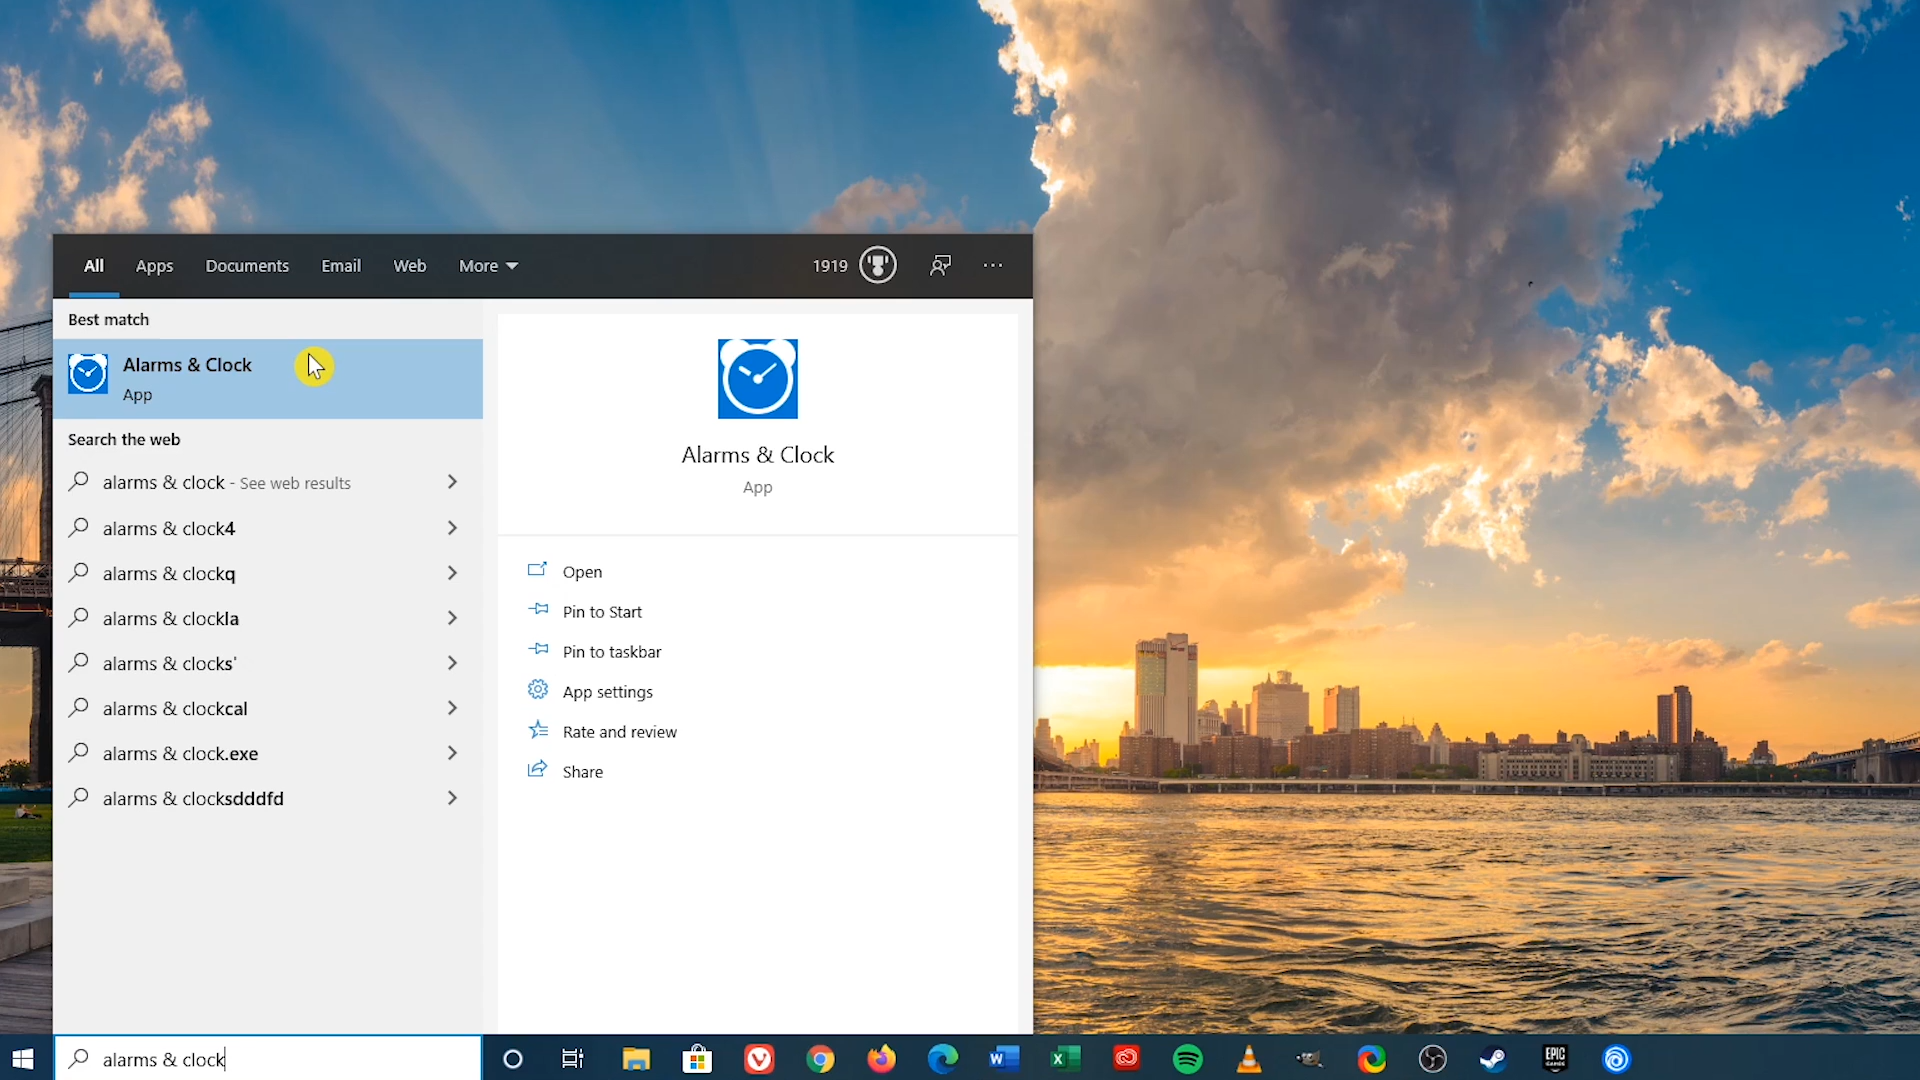 All Apps Documents Email Web More 1919 ...
Best match
Alarms & Clock
App
Search the web
alarms & clock - See web results
alarms & clock4
alarms & clockq
alarms & clockla
alarms & clocks'
alarms & clockcal
alarms & clock.exe
alarms & clocksdddfd
Alarms & Clock
App
Open
Pin to Start
Pin to taskbar
App settings
Rate and review
Share
alarms & clock
EPIC
GAMES